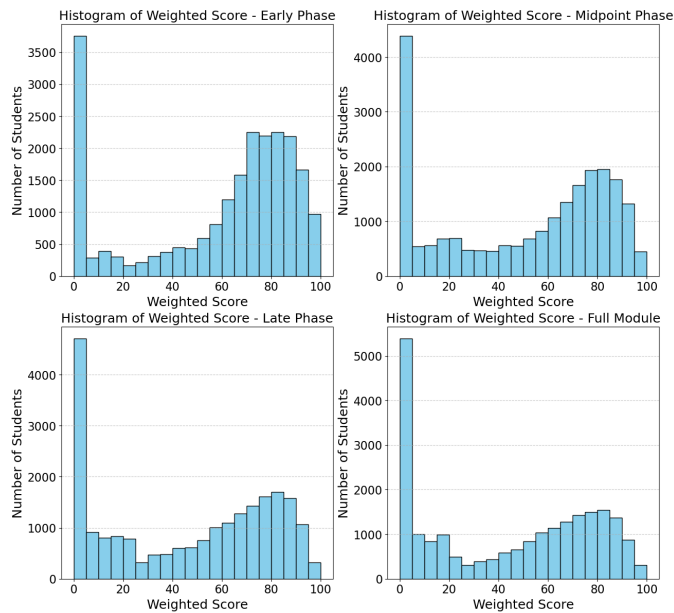 Histogram of Weighted Score - Early Phase
3500
3000
2500
2000
1500
1000
500
0
Number of Students
0 20 40 60 80 100
Weighted Score
Histogram of Weighted Score - Midpoint Phase
4000
3000
2000
1000
0
Number of Students
0 20 40 60 80 100
Weighted Score
Histogram of Weighted Score - Late Phase
4000
3000
2000
1000
0
Number of Students
0 20 40 60 80 100
Weighted Score
Histogram of Weighted Score - Full Module
5000
4000
3000
2000
1000
0
Number of Students
0 20 40 60 80 100
Weighted Score